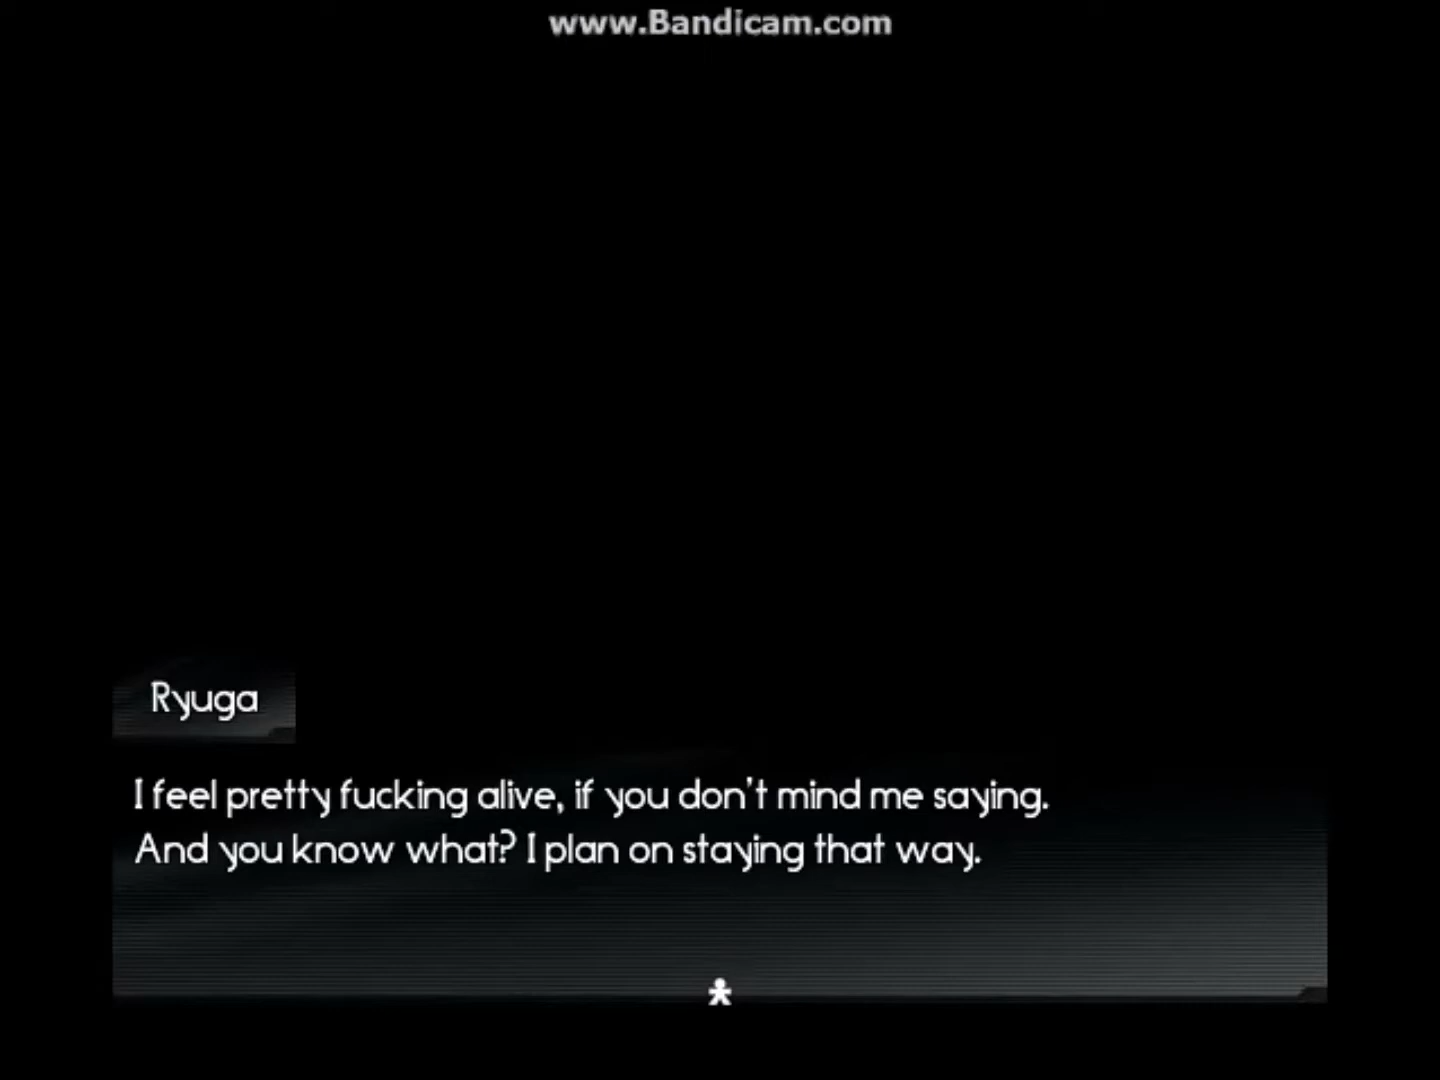 www.Bandicam.com
Ryuga
I feel pretty fucking alive, if you don't mind me saying.
And you know what? I plan on staying that way.